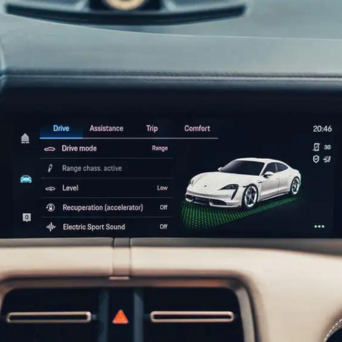 Drive Assistance Trip Comfort 20:46
Drive mode Range
Range chass. active
Level Low
Recuperation (accelerator) Off
Electric Sport Sound Off